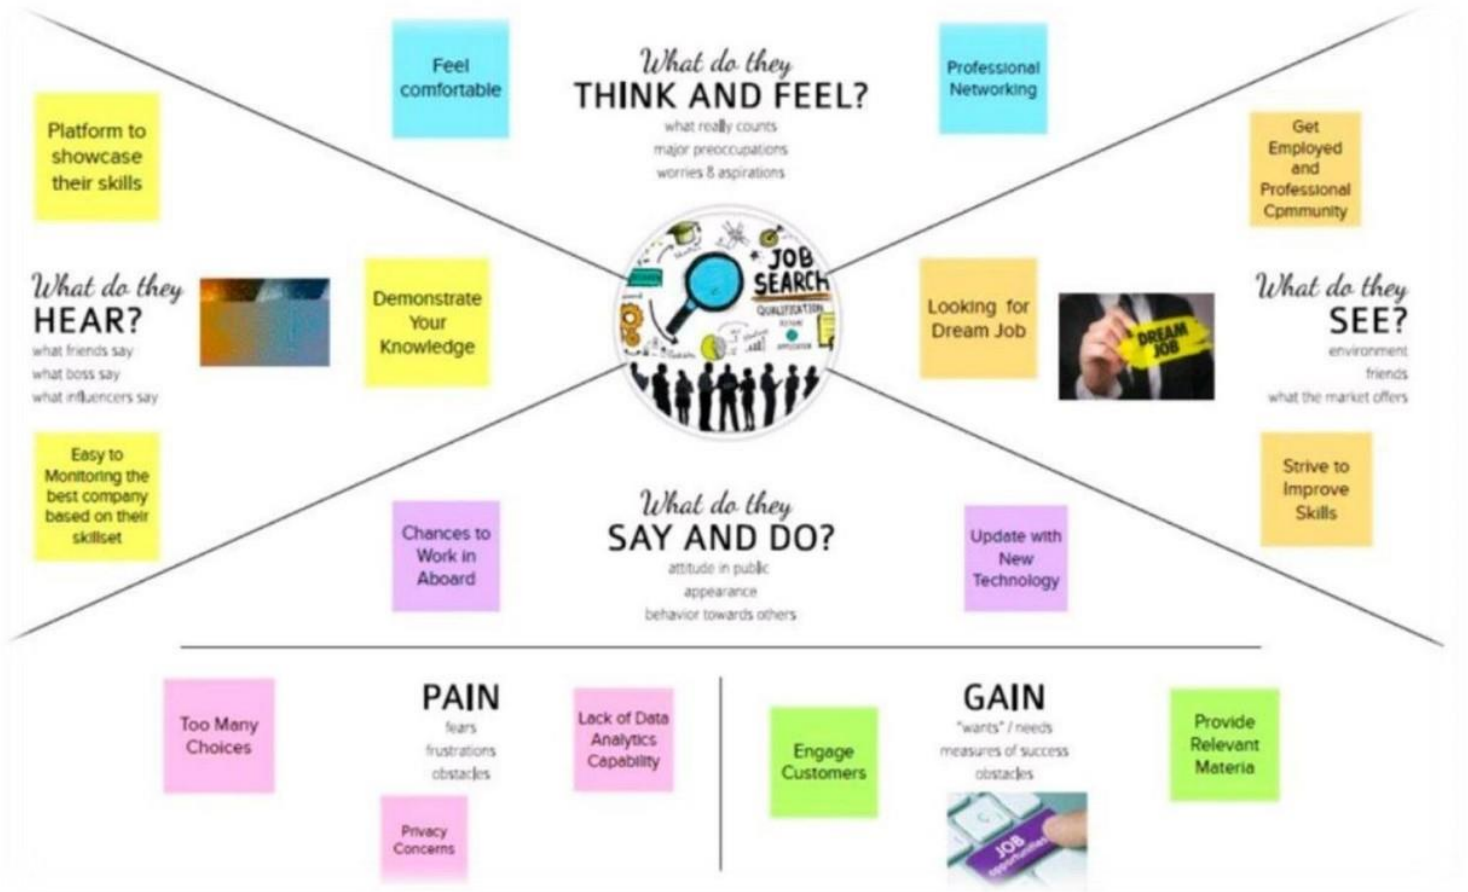 Feel
comfortable
What do they
THINK AND FEEL?
what really counts
major preoccupations
worries & aspirations
Professional
Networking
Platform to
showcase
their skills
Get
Employed
and
Professional
Cpmmunity
What do they
HEAR?
what friends say
what boss say
what influencers say
Demonstrate
Your
Knowledge
JOB
SEARCH
QUALIFICATION
Looking for
Dream Job
DREAM
JOB
What do they
SEE?
environment
friends
what the market offers
Easy to
Monitoring the
best company
based on their
skillset
Strive to
Improve
Skills
Chances to
Work in
Aboard
What do they
SAY AND DO?
attitude in public
appearance
behavior towards others
Update with
New
Technology
Too Many
Choices
PAIN
fears
frustrations
obstacles
Lack of Data
Analytics
Capability
Privacy
Concerns
Engage
Customers
GAIN
"wants" / needs
measures of success
obstacles
JOB
opportunities
Provide
Relevant
Materia